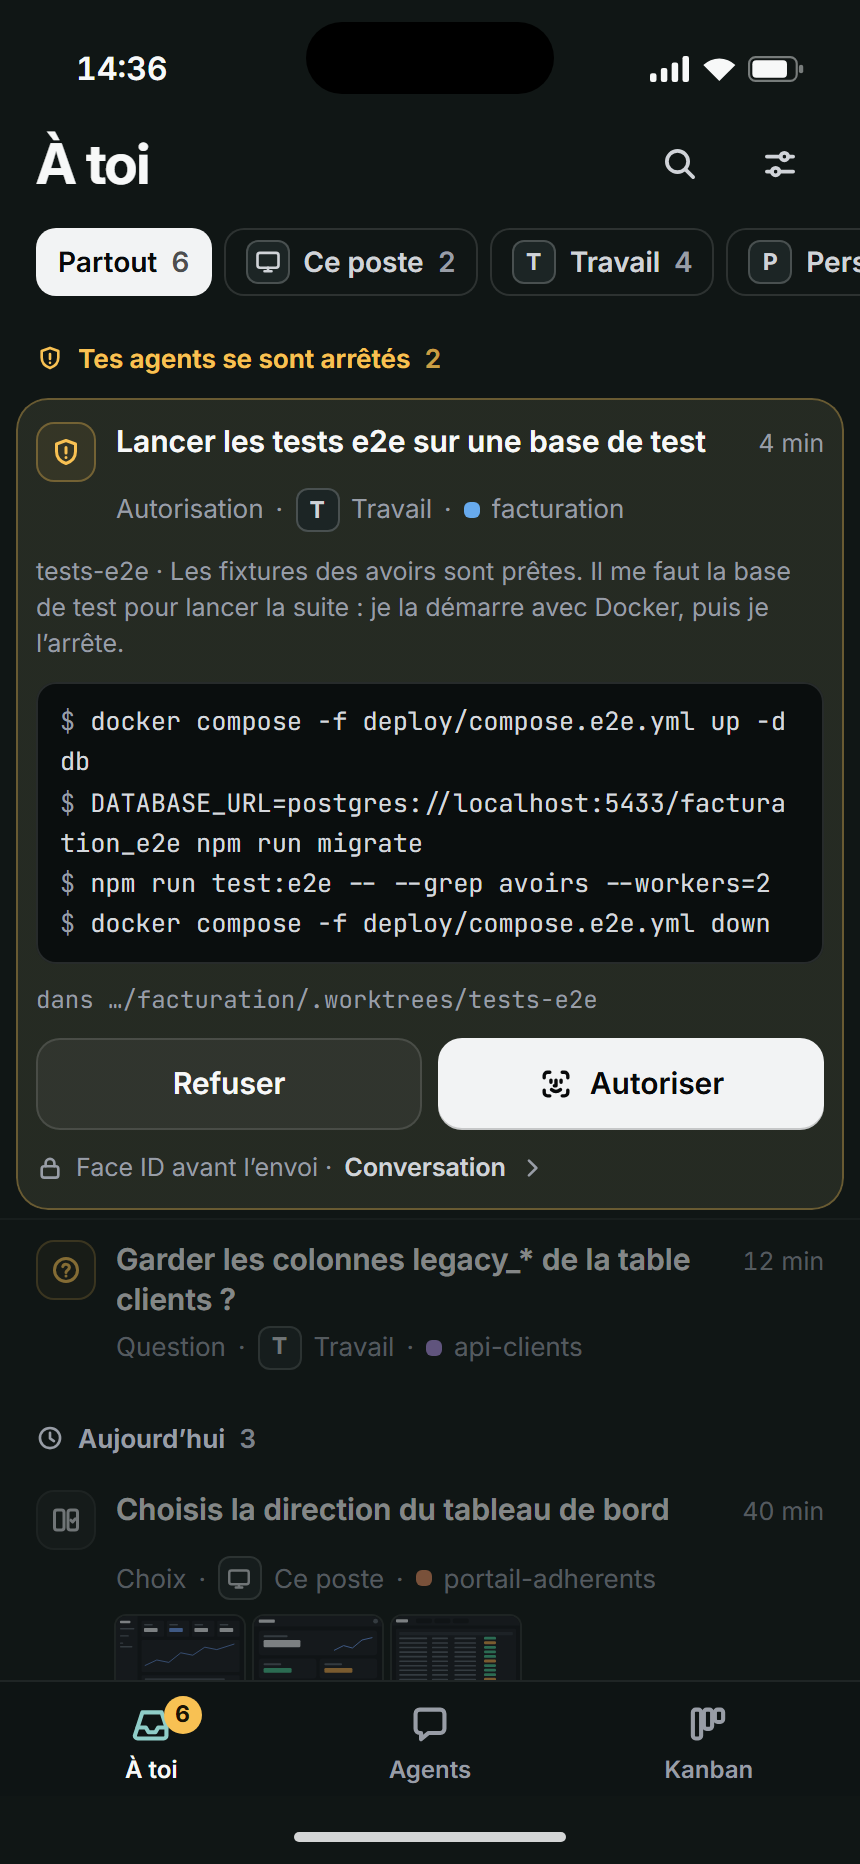 14:36
À toi
Partout 6
Ce poste 2
T Travail 4
P Pers
Tes agents se sont arrêtés 2
Lancer les tests e2e sur une base de test
4 min
Autorisation · T Travail · facturation
tests-e2e · Les fixtures des avoirs sont prêtes. Il me faut la base
de test pour lancer la suite : je la démarre avec Docker, puis je
l’arrête.
$ docker compose -f deploy/compose.e2e.yml up -d
db
$ DATABASE_URL=postgres://localhost:5433/factura
tion_e2e npm run migrate
$ npm run test:e2e -- --grep avoirs --workers=2
$ docker compose -f deploy/compose.e2e.yml down
dans …/facturation/.worktrees/tests-e2e
Refuser
Autoriser
Face ID avant l’envoi · Conversation
Garder les colonnes legacy_* de la table
clients ?
12 min
Question · T Travail · api-clients
Aujourd’hui 3
Choisis la direction du tableau de bord
40 min
Choix · Ce poste · portail-adherents
6
À toi
Agents
Kanban